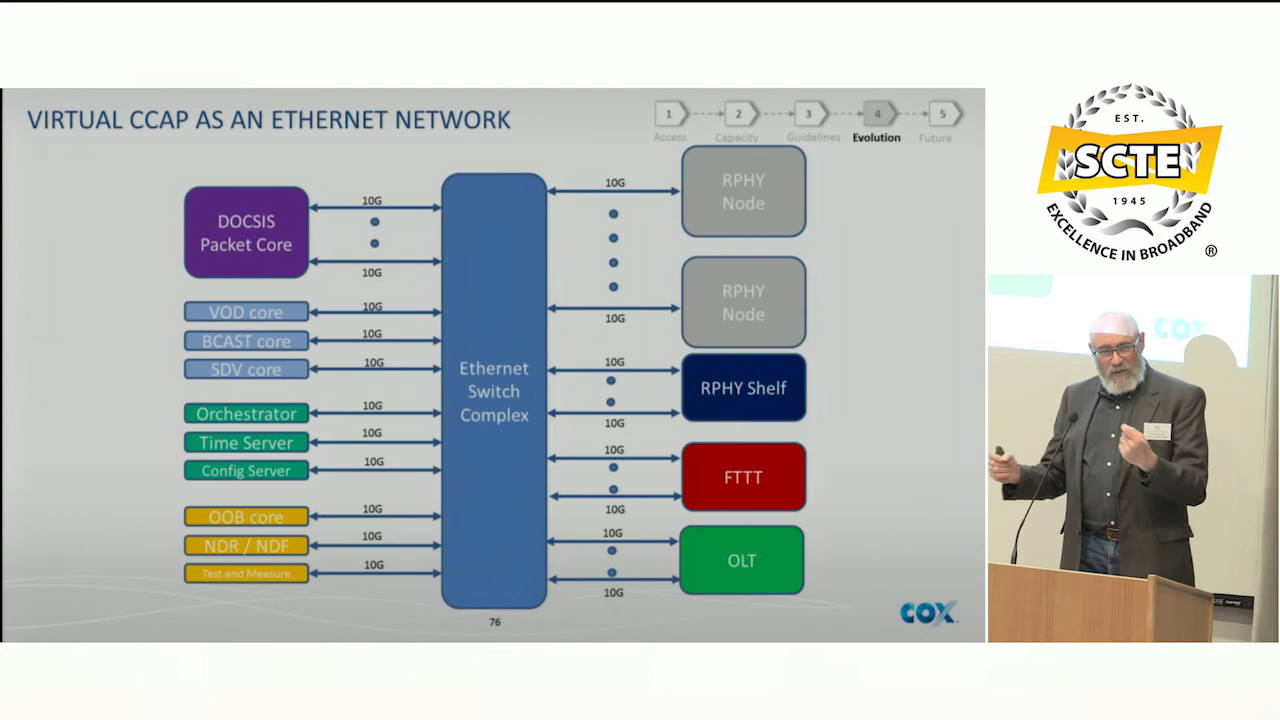 VIRTUAL CCAP AS AN ETHERNET NETWORK
1
2
3
4
5
Access
Capacity
Guidelines
Evolution
Future
DOCSIS
Packet Core
VOD core
BCAST core
SDV core
Orchestrator
Time Server
Config Server
OOB core
NDR / NDF
Test and Measure
10G
10G
10G
10G
10G
10G
10G
10G
10G
10G
10G
Ethernet
Switch
Complex
10G
10G
10G
10G
10G
10G
10G
10G
RPHY
Node
RPHY
Node
RPHY Shelf
FTTT
OLT
76
COX
EST.
SCTE
1945
EXCELLENCE IN BROADBAND
®
COX